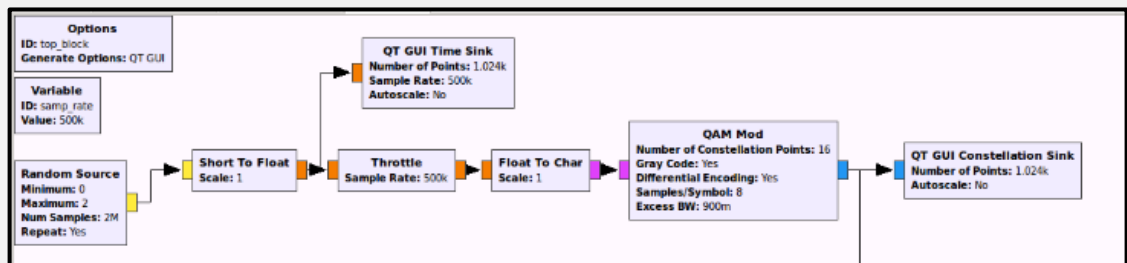 Options
ID: top_block
Generate Options: QT GUI
Variable
ID: samp_rate
Value: 500k
Random Source
Minimum: 0
Maximum: 2
Num Samples: 2M
Repeat: Yes
Short To Float
Scale: 1
QT GUI Time Sink
Number of Points: 1.024k
Sample Rate: 500k
Autoscale: No
Throttle
Sample Rate: 500k
Float To Char
Scale: 1
QAM Mod
Number of Constellation Points: 16
Gray Code: Yes
Differential Encoding: Yes
Samples/Symbol: 8
Excess BW: 900m
QT GUI Constellation Sink
Number of Points: 1.024k
Autoscale: No